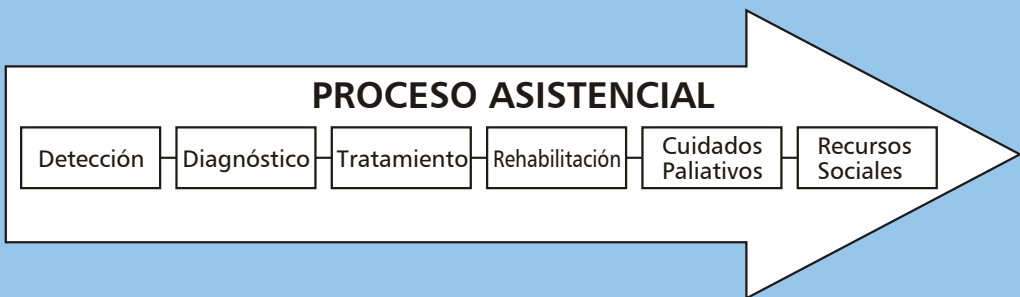 PROCESO ASISTENCIAL
Detección
Diagnóstico
Tratamiento
Rehabilitación
Cuidados
Paliativos
Recursos
Sociales